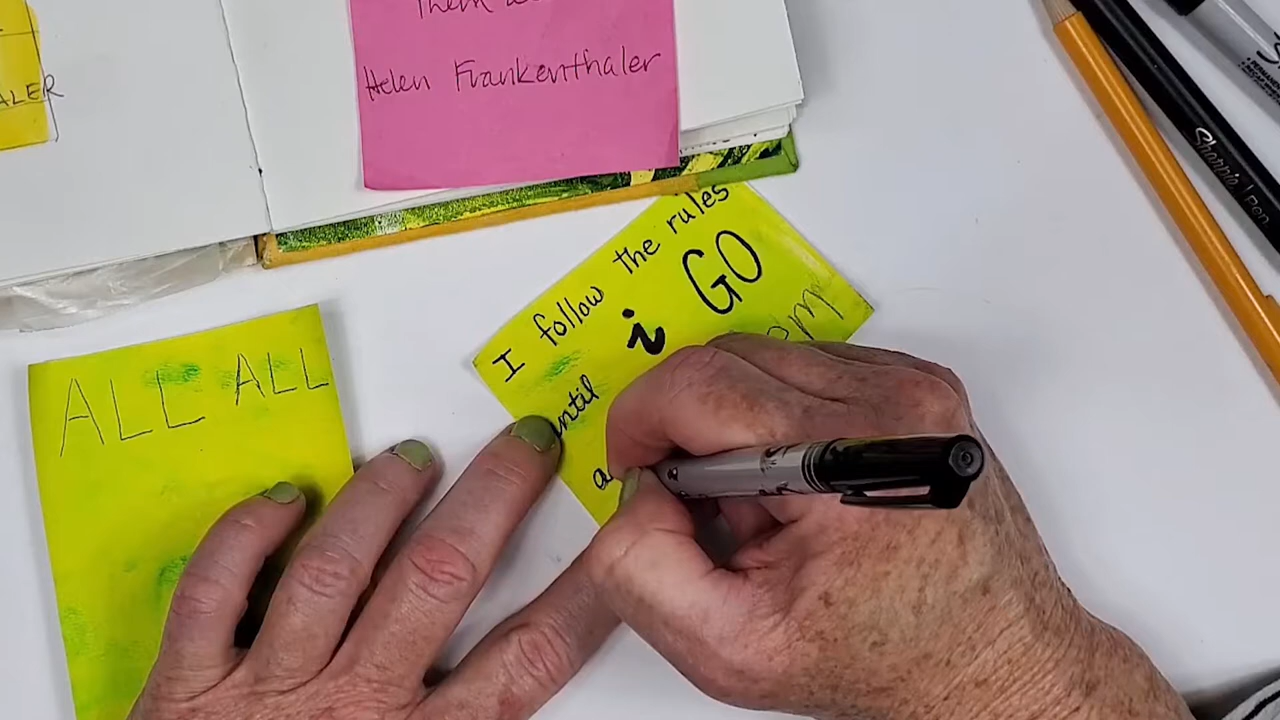 ALER
Helen Frankenthaler
I follow the rules
until i GO
ALL ALL
Sharpie Pen